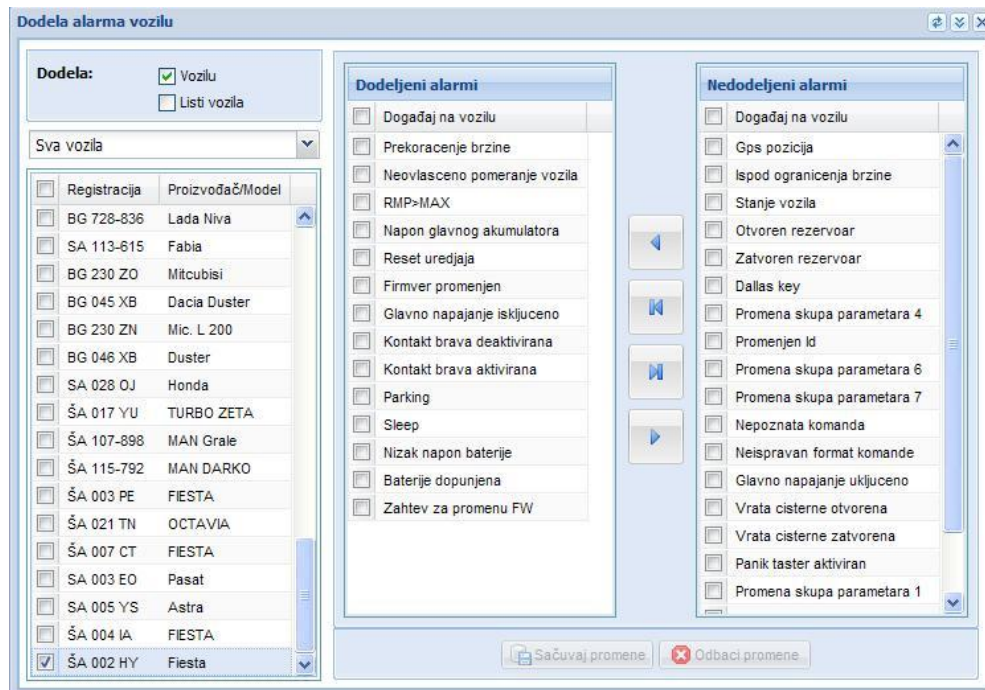 Dodela alarma vozilu
Dodela:
Vozilu
Listi vozila
Sva vozila
Registracija Proizvođač/Model
BG 728-836 Lada Niva
SA 113-615 Fabia
BG 230 ZO Mitcubisi
BG 045 XB Dacia Duster
BG 230 ZN Mic. L 200
BG 046 XB Duster
SA 028 OJ Honda
ŠA 017 YU TURBO ZETA
ŠA 107-898 MAN Grale
ŠA 115-792 MAN DARKO
ŠA 003 PE FIESTA
ŠA 021 TN OCTAVIA
ŠA 007 CT FIESTA
SA 003 EO Pasat
SA 005 YS Astra
ŠA 004 IA FIESTA
ŠA 002 HY Fiesta
Dodeljeni alarmi
Događaj na vozilu
Prekoracenje brzine
Neovlasceno pomeranje vozila
RMP>MAX
Napon glavnog akumulatora
Reset uredjaja
Firmver promenjen
Glavno napajanje iskljuceno
Kontakt brava deaktivirana
Kontakt brava aktivirana
Parking
Sleep
Nizak napon baterije
Baterije dopunjena
Zahtev za promenu FW
Nedodeljeni alarmi
Događaj na vozilu
Gps pozicija
Ispod ogranicenja brzine
Stanje vozila
Otvoren rezervoar
Zatvoren rezervoar
Dallas key
Promena skupa parametara 4
Promenjen Id
Promena skupa parametara 6
Promena skupa parametara 7
Nepoznata komanda
Neispravan format komande
Glavno napajanje ukljuceno
Vrata cisterne otvorena
Vrata cisterne zatvorena
Panik taster aktiviran
Promena skupa parametara 1
Sačuvaj promene
Odbaci promene